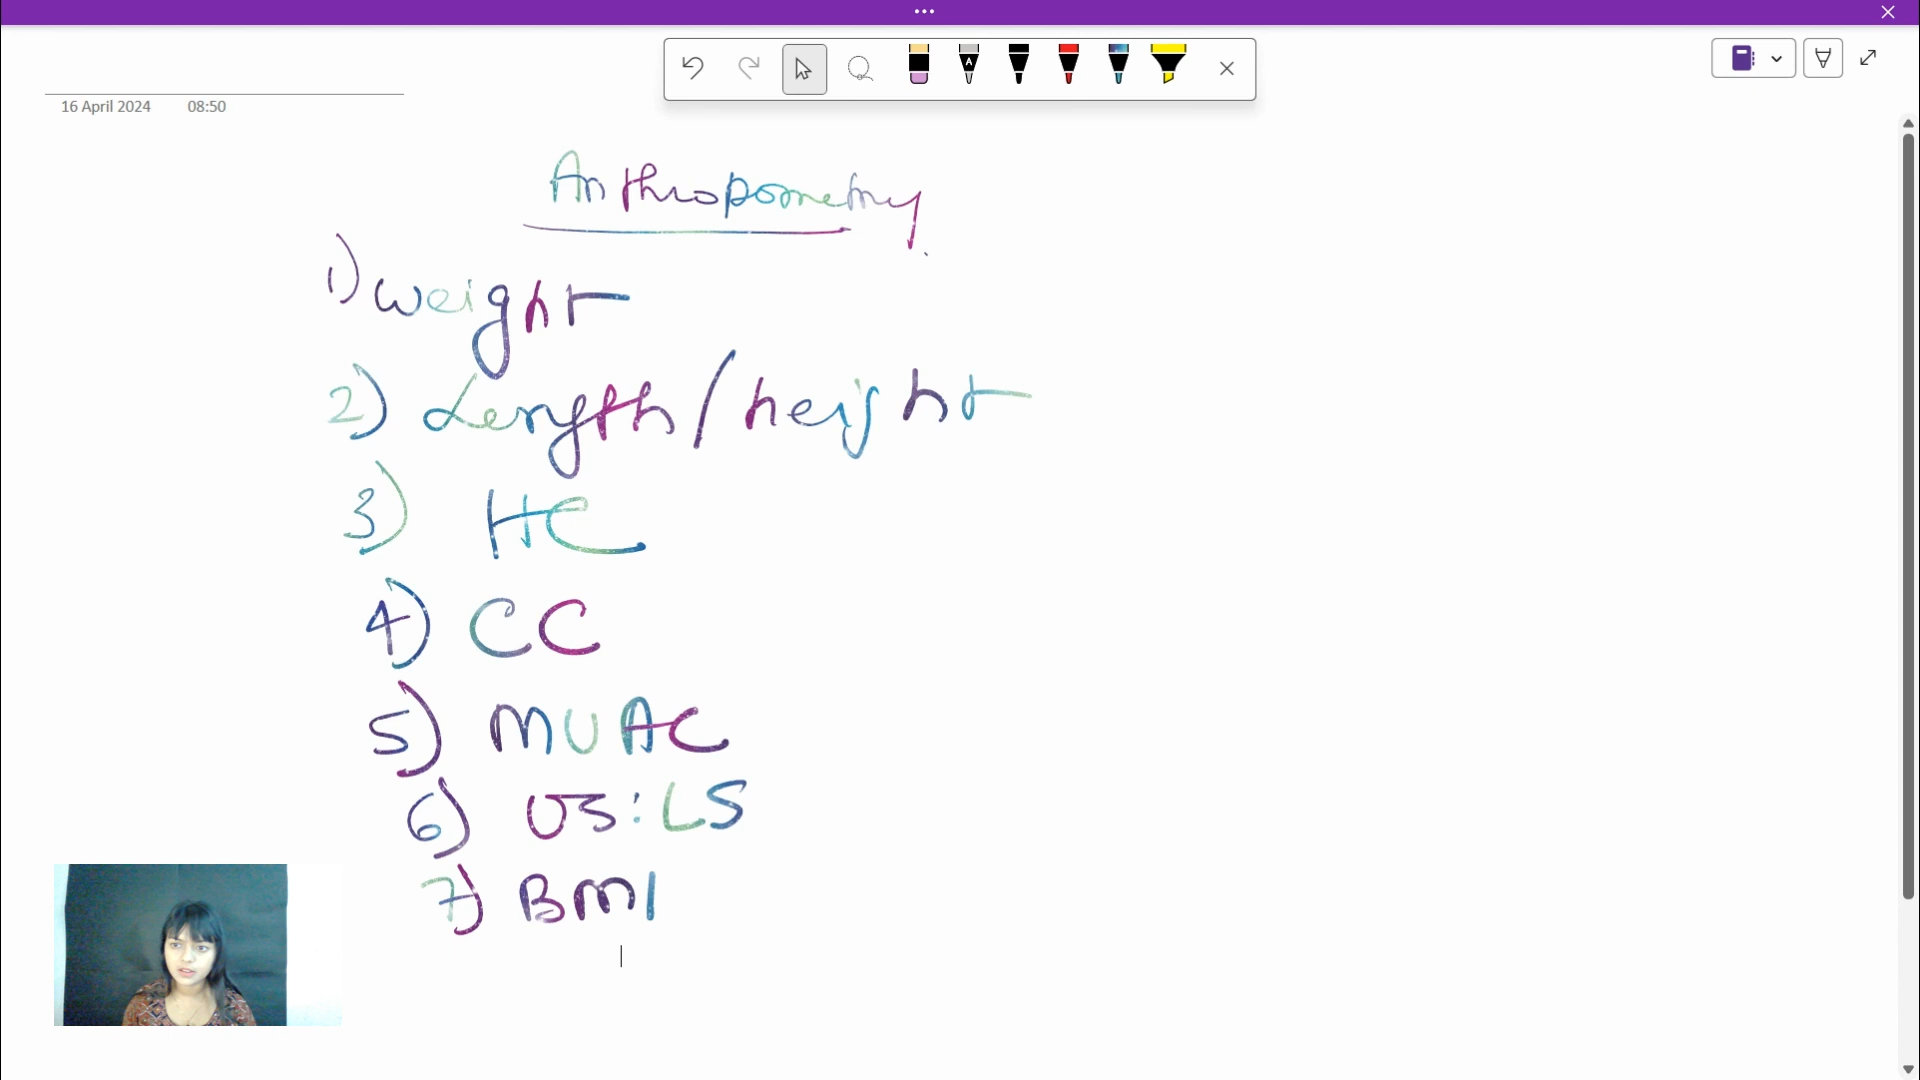 16 April 2024 08:50
Anthropometry
1) weight
2) Length/height
3) HC
4) CC
5) MUAC
6) US:LS
7) BMI